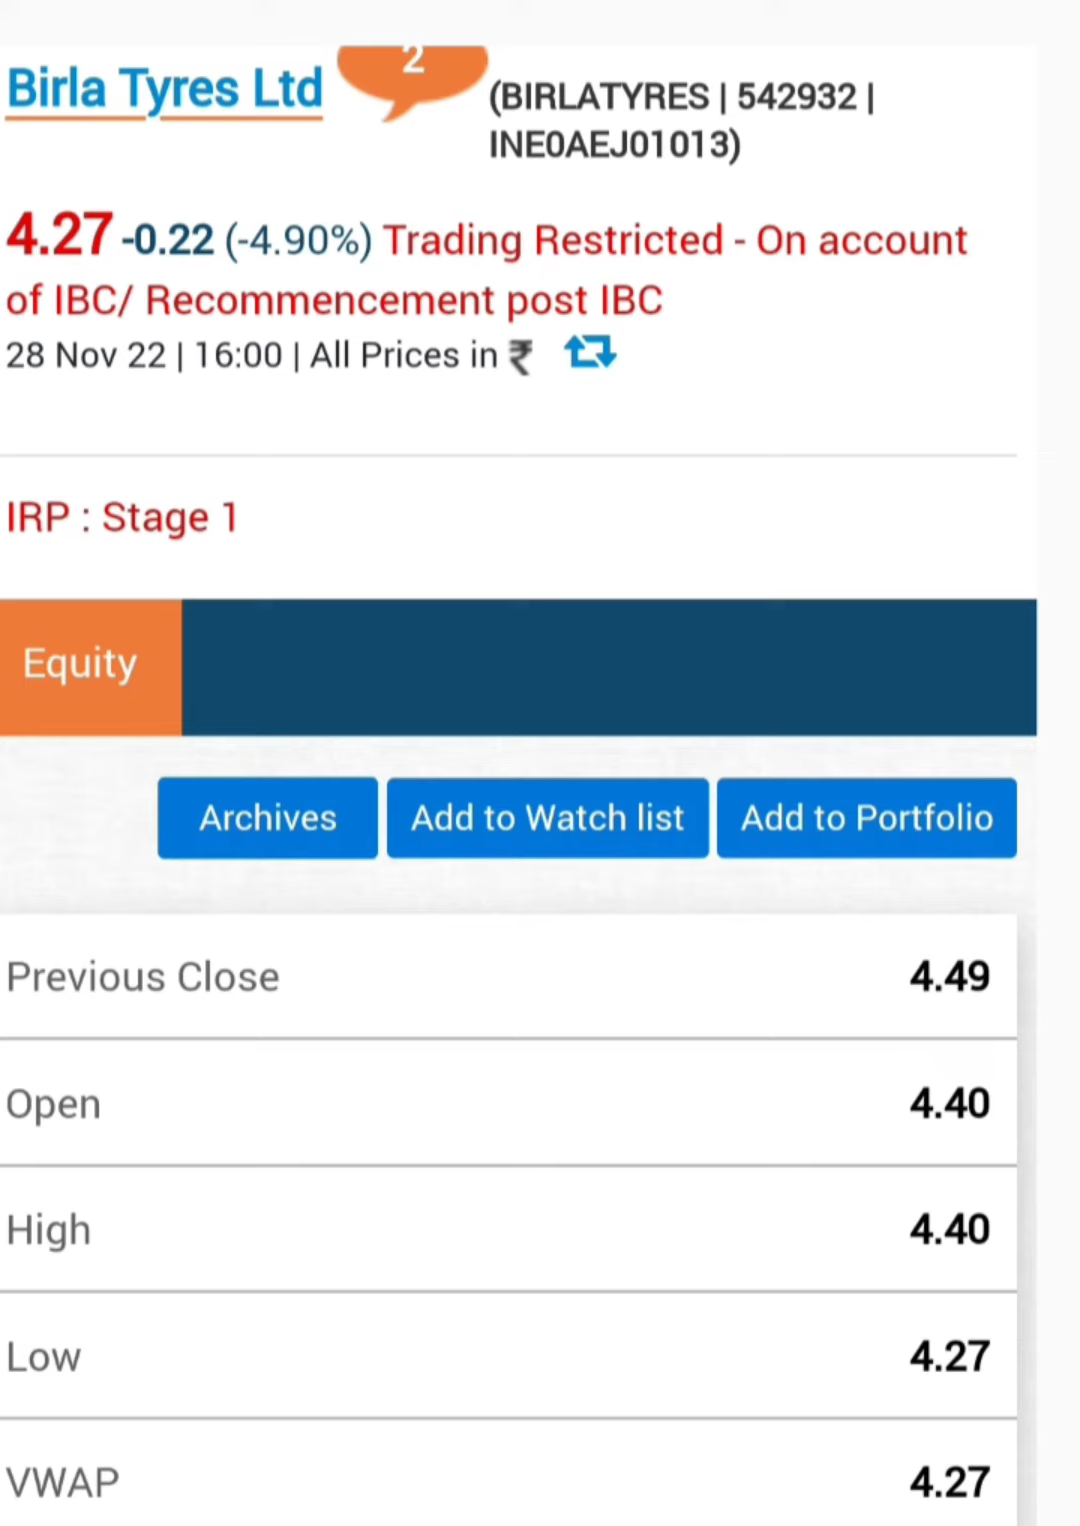 Birla Tyres Ltd
2
(BIRLATYRES | 542932 |
INE0AEJ01013)
4.27 -0.22 (-4.90%) Trading Restricted - On account
of IBC/ Recommencement post IBC
28 Nov 22 | 16:00 | All Prices in ₹
IRP : Stage 1
Equity
Archives Add to Watch list Add to Portfolio
Previous Close 4.49
Open 4.40
High 4.40
Low 4.27
VWAP 4.27